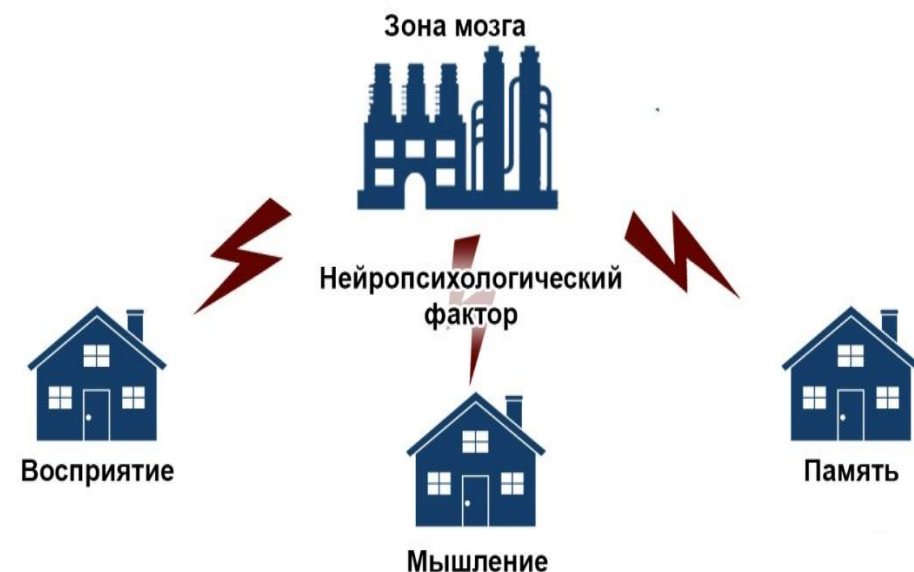 Зона мозга
Нейропсихологический
фактор
Восприятие
Память
Мышление